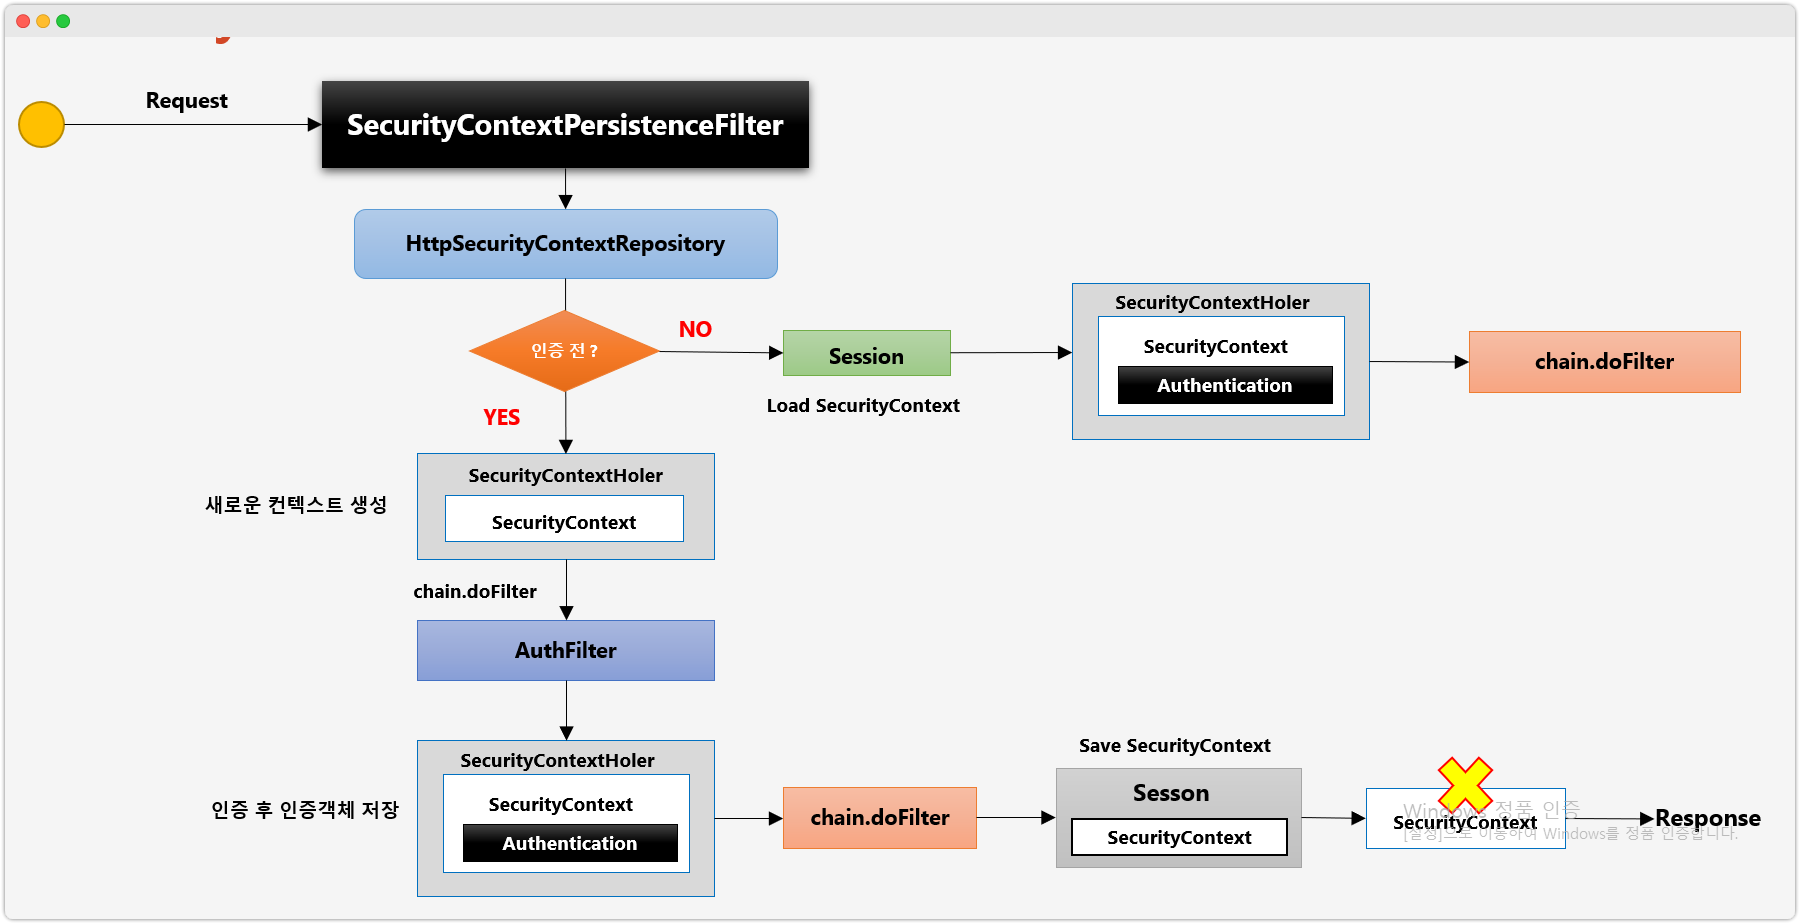 Request
SecurityContextPersistenceFilter
HttpSecurityContextRepository
인증 전 ?
NO
YES
Session
Load SecurityContext
SecurityContextHoler
SecurityContext
Authentication
chain.doFilter
새로운 컨텍스트 생성
SecurityContextHoler
SecurityContext
chain.doFilter
AuthFilter
인증 후 인증객체 저장
SecurityContextHoler
SecurityContext
Authentication
chain.doFilter
Save SecurityContext
Sesson
SecurityContext
SecurityContext
Response
Windows 정품 인증
[설정]으로 이동하여 Windows를 정품 인증합니다.